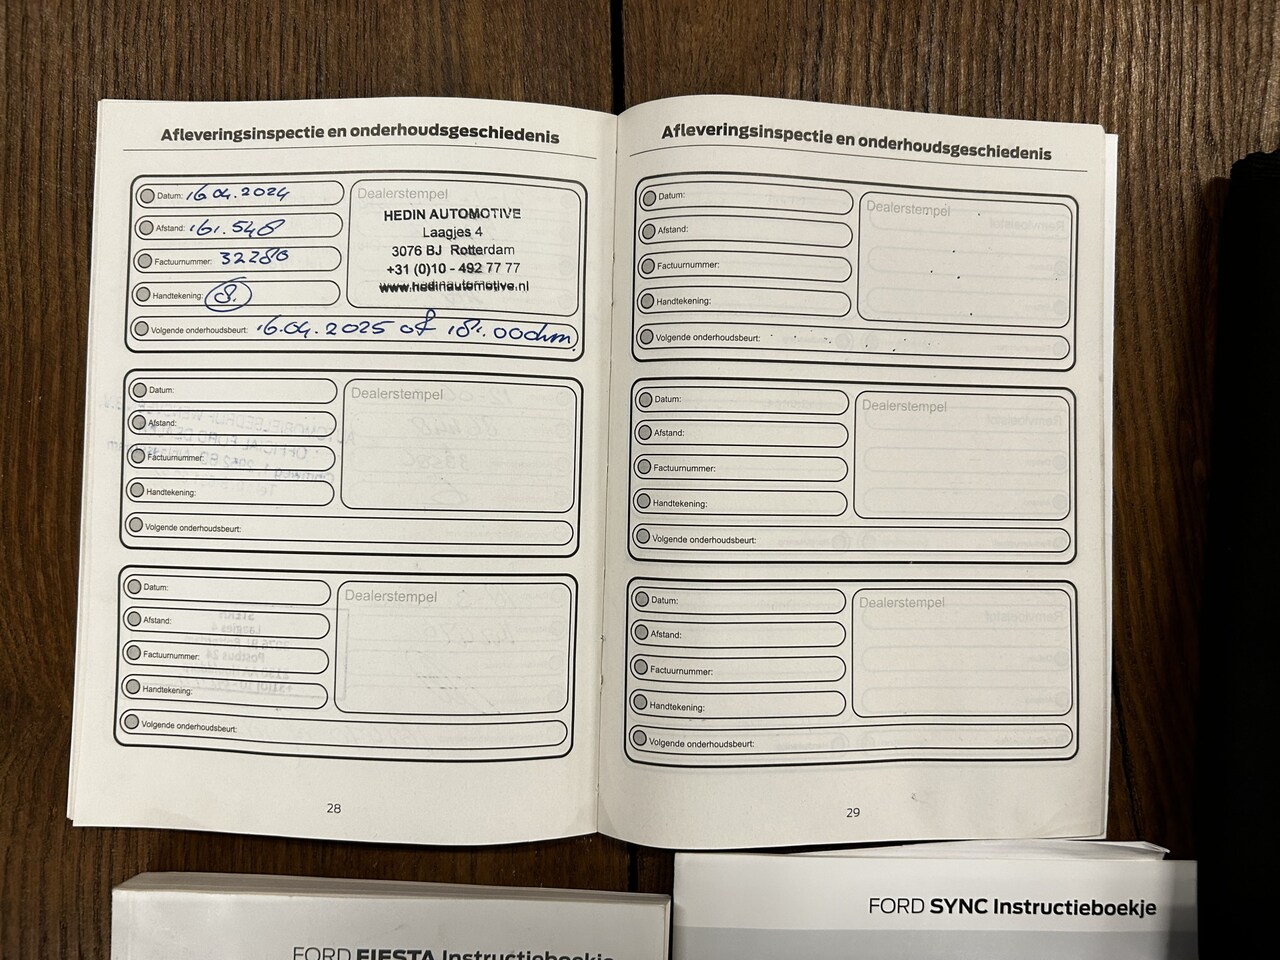 Afleveringsinspectie en onderhoudsgeschiedenis
Datum: 16.04.2024
Afstand: 161.548
Factuurnummer: 32280
Handtekening:
Volgende onderhoudsbeurt: 16.04.2025 of 181.000km.
Dealerstempel
HEDIN AUTOMOTIVE
Laagjes 4
3076 BJ Rotterdam
+31 (0)10 - 492 77 77
www.hedinautomotive.nl
Datum:
Afstand:
Factuurnummer:
Handtekening:
Volgende onderhoudsbeurt:
Dealerstempel
Datum:
Afstand:
Factuurnummer:
Handtekening:
Volgende onderhoudsbeurt:
Dealerstempel
28
Afleveringsinspectie en onderhoudsgeschiedenis
Datum:
Afstand:
Factuurnummer:
Handtekening:
Volgende onderhoudsbeurt:
Dealerstempel
Datum:
Afstand:
Factuurnummer:
Handtekening:
Volgende onderhoudsbeurt:
Dealerstempel
Datum:
Afstand:
Factuurnummer:
Handtekening:
Volgende onderhoudsbeurt:
Dealerstempel
29
FORD SYNC Instructieboekje
FORD FIESTA Instructieboekje